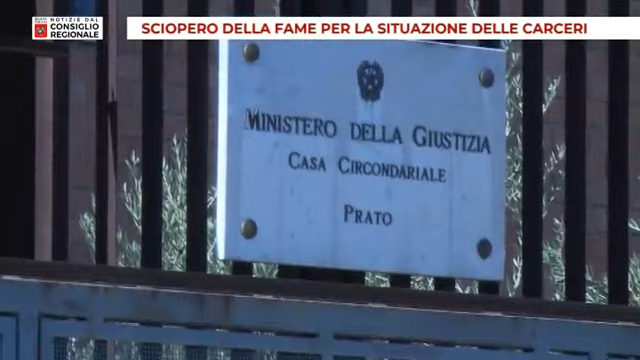 NOTIZIE DAL
CONSIGLIO
REGIONALE
SCIOPERO DELLA FAME PER LA SITUAZIONE DELLE CARCERI
MINISTERO DELLA GIUSTIZIA
CASA CIRCONDARIALE
PRATO